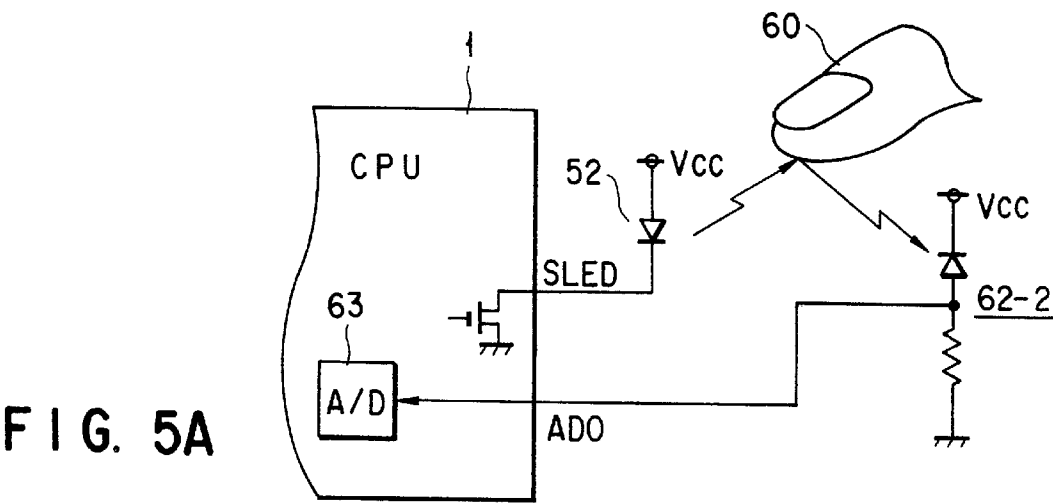 60
1
CPU
52
VCC
VCC
SLED
62-2
63
A/D
ADO
FIG. 5A